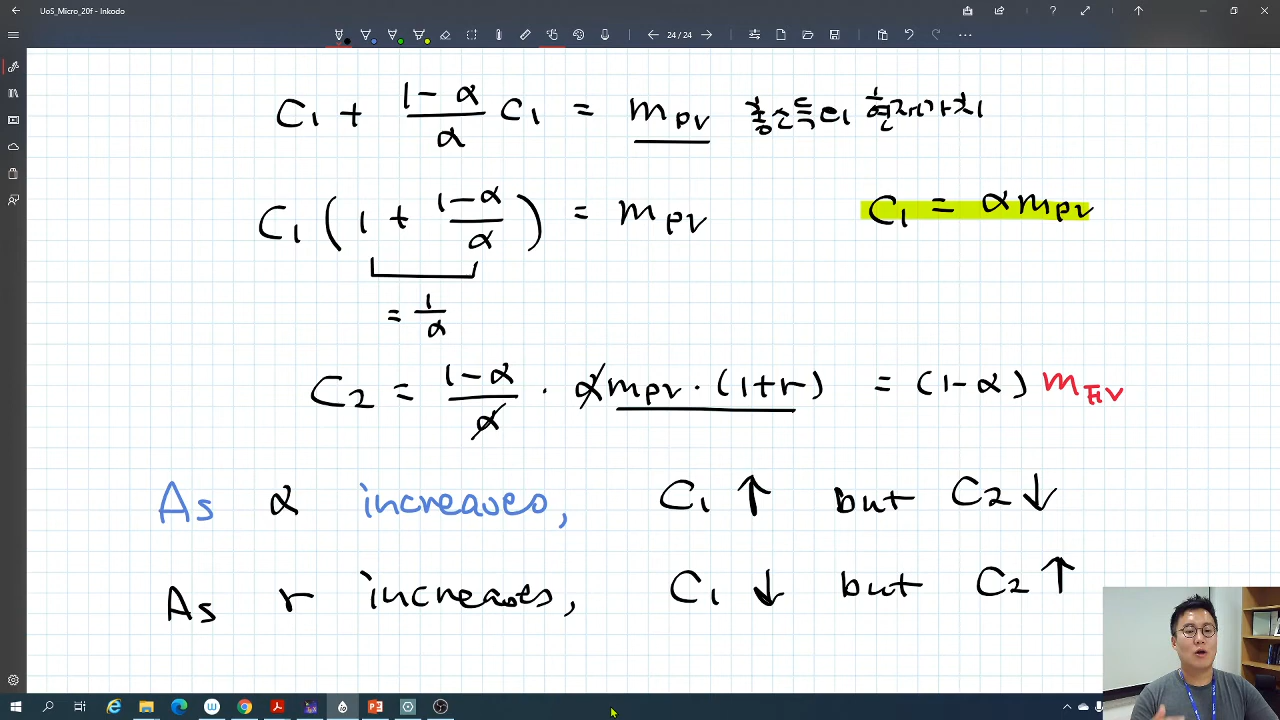 UoS_Micro_20f - Inkodo
24 / 24
C1 + 1-α/α C1 = mPV 총소득의 현재가치
C1 ( 1 + 1-α/α ) = mPV C1 = αmPV
= 1/α
C2 = 1-α/α · αmPV · (1+r) = (1-α) mFV
As α increases, C1 ↑ but C2 ↓
As r increases, C1 ↓ but C2 ↑